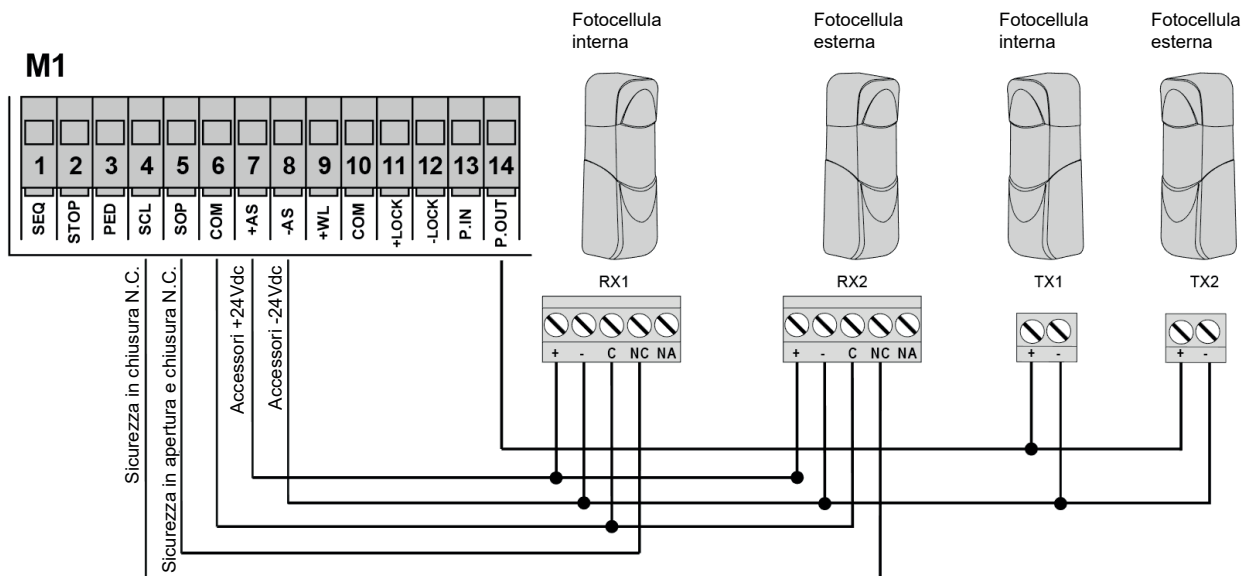 Fotocellula
interna
Fotocellula
esterna
Fotocellula
interna
Fotocellula
esterna
M1
1 2 3 4 5 6 7 8 9 10 11 12 13 14
SEQ STOP PED SCL SOP COM +AS -AS +WL COM +LOCK -LOCK P.IN P.OUT
Sicurezza in chiusura N.C.
Sicurezza in apertura e chiusura N.C.
Accessori +24Vdc
Accessori -24Vdc
RX1
+ - C NC NA
RX2
+ - C NC NA
TX1
+ -
TX2
+ -